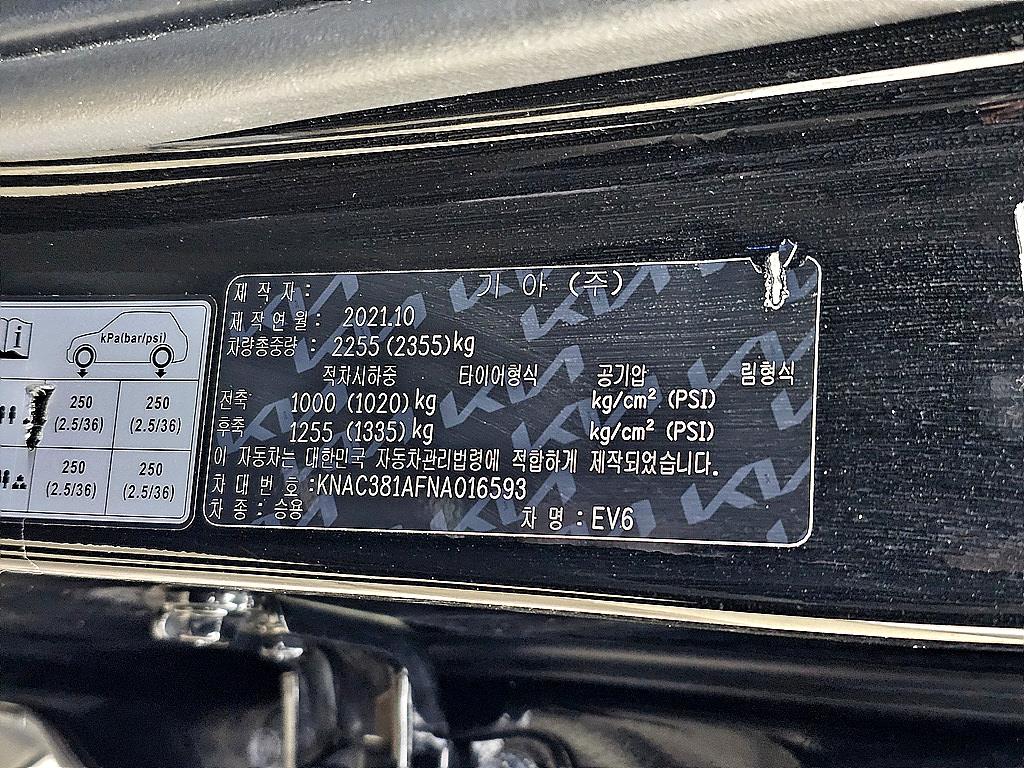 kPa(bar/psi)
250 250
(2.5/36) (2.5/36)
250 250
(2.5/36) (2.5/36)
제 작 자 : 기 아 (주)
제 작 연 월 : 2021.10
차량총중량 : 2255 (2355)kg
적차시하중 타이어형식 공기압 림형식
전축 1000 (1020) kg kg/cm² (PSI)
후축 1255 (1335) kg kg/cm² (PSI)
이 자동차는 대한민국 자동차관리법령에 적합하게 제작되었습니다.
차 대 번 호 :KNAC381AFNA016593
차 종 : 승용 차 명 : EV6